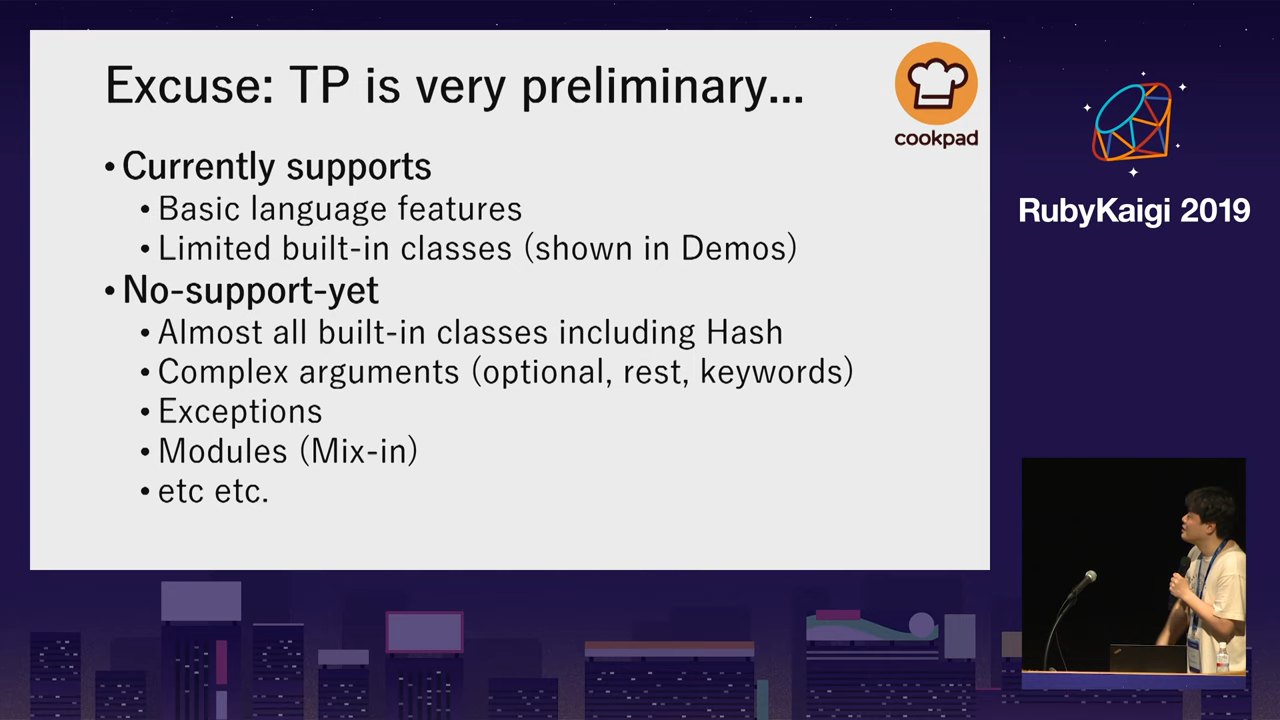 Excuse: TP is very preliminary...
cookpad
• Currently supports
• Basic language features
• Limited built-in classes (shown in Demos)
• No-support-yet
• Almost all built-in classes including Hash
• Complex arguments (optional, rest, keywords)
• Exceptions
• Modules (Mix-in)
• etc etc.
RubyKaigi 2019